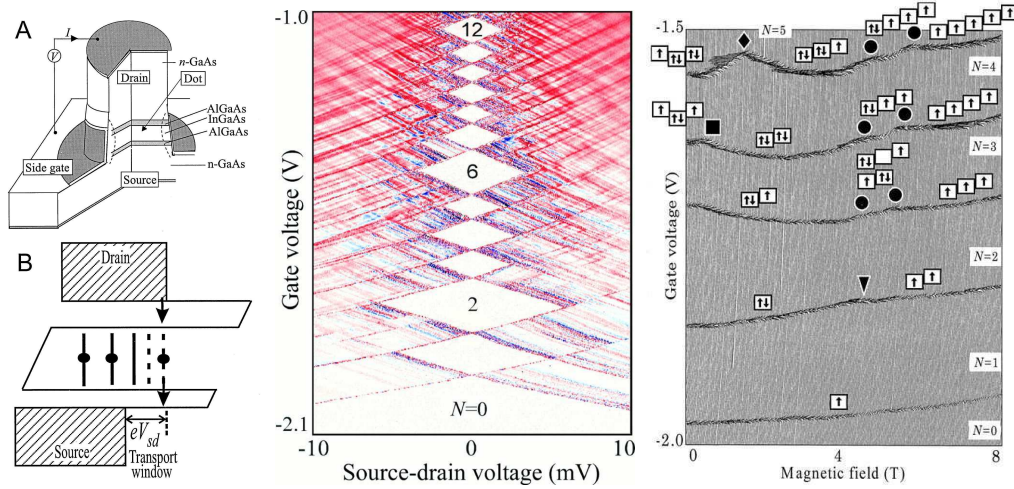 A
I
V
n-GaAs
Drain
Dot
AlGaAs
InGaAs
AlGaAs
Side gate
n-GaAs
Source
B
Drain
Source
eVsd
Transport
window
-1.0
12
6
2
N=0
-2.1
-10
0
10
Gate voltage (V)
Source-drain voltage (mV)
-1.5
N=5
N=4
N=3
N=2
N=1
N=0
-2.0
0
4
8
Gate voltage (V)
Magnetic field (T)